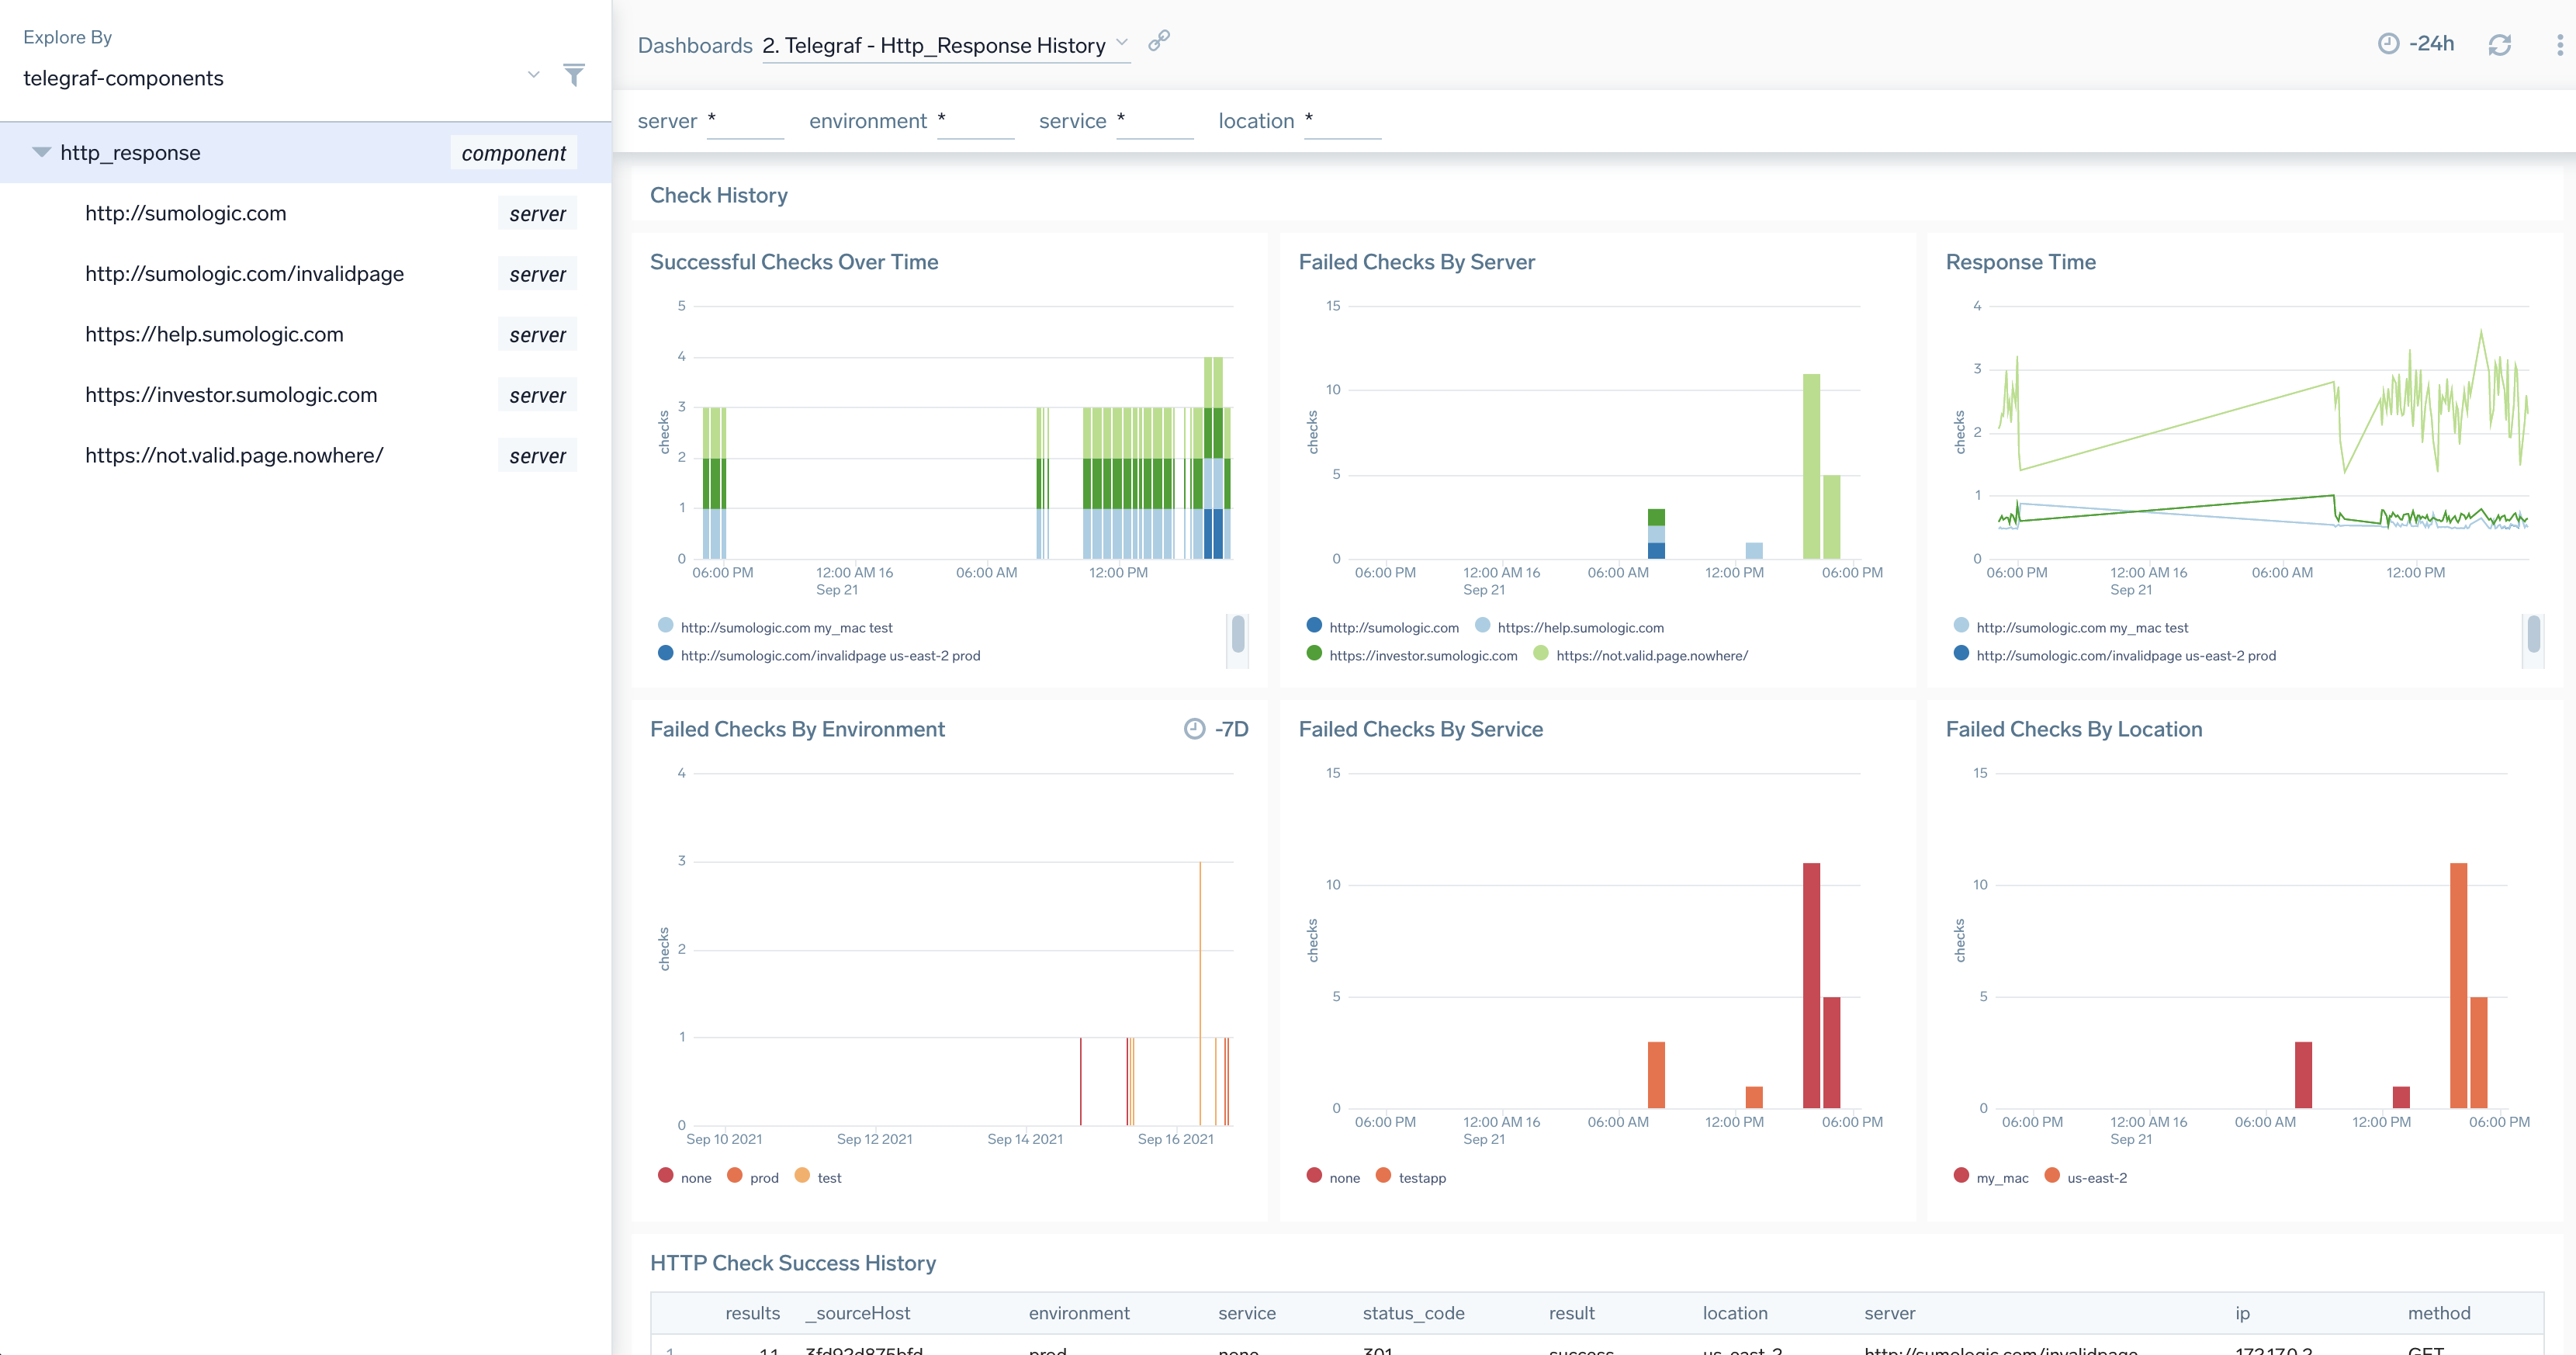 Explore By
telegraf-components
http_response component
http://sumologic.com server
http://sumologic.com/invalidpage server
https://help.sumologic.com server
https://investor.sumologic.com server
https://not.valid.page.nowhere/ server
Dashboards 2. Telegraf - Http_Response History -24h
server * environment * service * location *
Check History
Successful Checks Over Time
5
4
3
2
1
0
checks
06:00 PM 12:00 AM 16 06:00 AM 12:00 PM
Sep 21
http://sumologic.com my_mac test
http://sumologic.com/invalidpage us-east-2 prod
Failed Checks By Server
15
10
5
0
checks
06:00 PM 12:00 AM 16 06:00 AM 12:00 PM 06:00 PM
Sep 21
http://sumologic.com https://help.sumologic.com
https://investor.sumologic.com https://not.valid.page.nowhere/
Response Time
4
3
2
1
0
checks
06:00 PM 12:00 AM 16 06:00 AM 12:00 PM
Sep 21
http://sumologic.com my_mac test
http://sumologic.com/invalidpage us-east-2 prod
Failed Checks By Environment -7D
4
3
2
1
0
checks
Sep 10 2021 Sep 12 2021 Sep 14 2021 Sep 16 2021
none prod test
Failed Checks By Service
15
10
5
0
checks
06:00 PM 12:00 AM 16 06:00 AM 12:00 PM 06:00 PM
Sep 21
none testapp
Failed Checks By Location
15
10
5
0
checks
06:00 PM 12:00 AM 16 06:00 AM 12:00 PM 06:00 PM
Sep 21
my_mac us-east-2
HTTP Check Success History
results _sourceHost environment service status_code result location server ip method
1 11 3fd92d875bfd prod none 301 success us-east-2 http://sumologic.com/invalidpage 172.17.0.2 GET